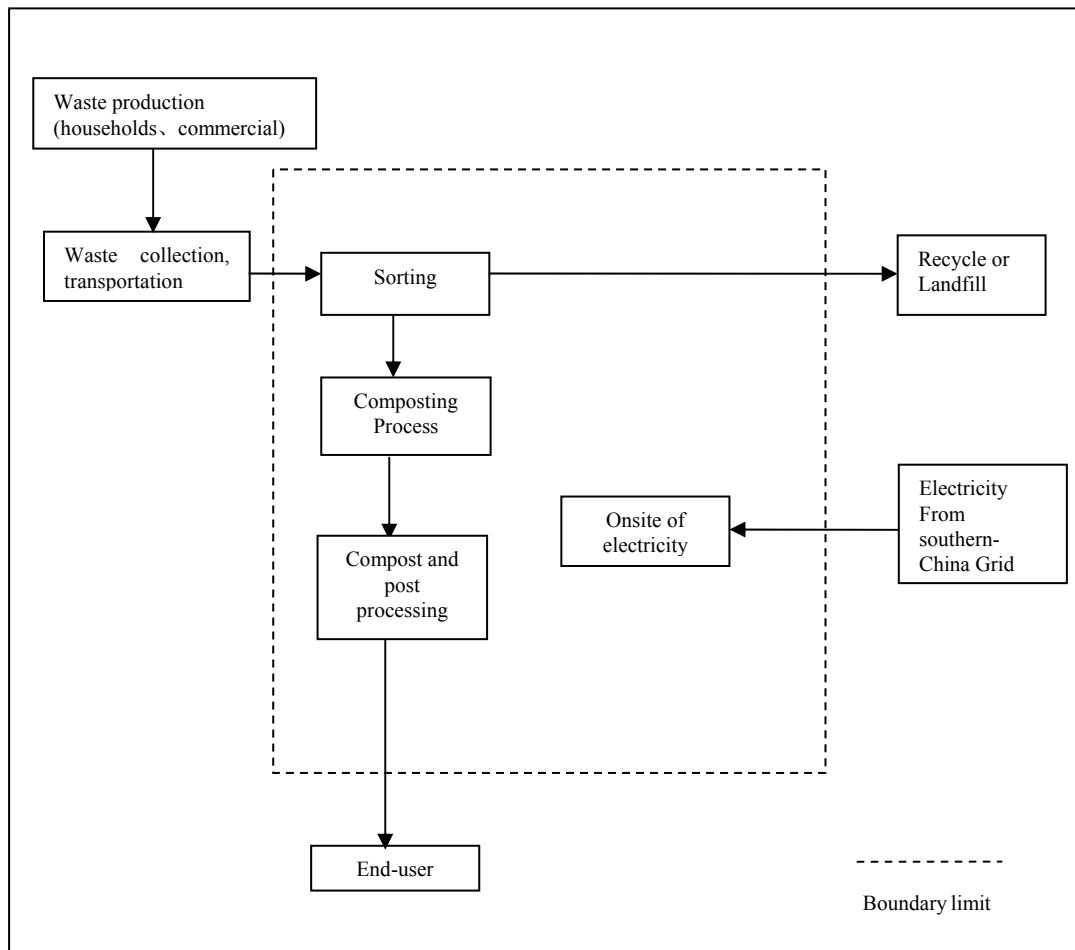 Waste production
(households、commercial)
Waste collection,
transportation
Sorting
Recycle or
Landfill
Composting
Process
Onsite of
electricity
Electricity
From
southern-
China Grid
Compost and
post
processing
End-user
Boundary limit